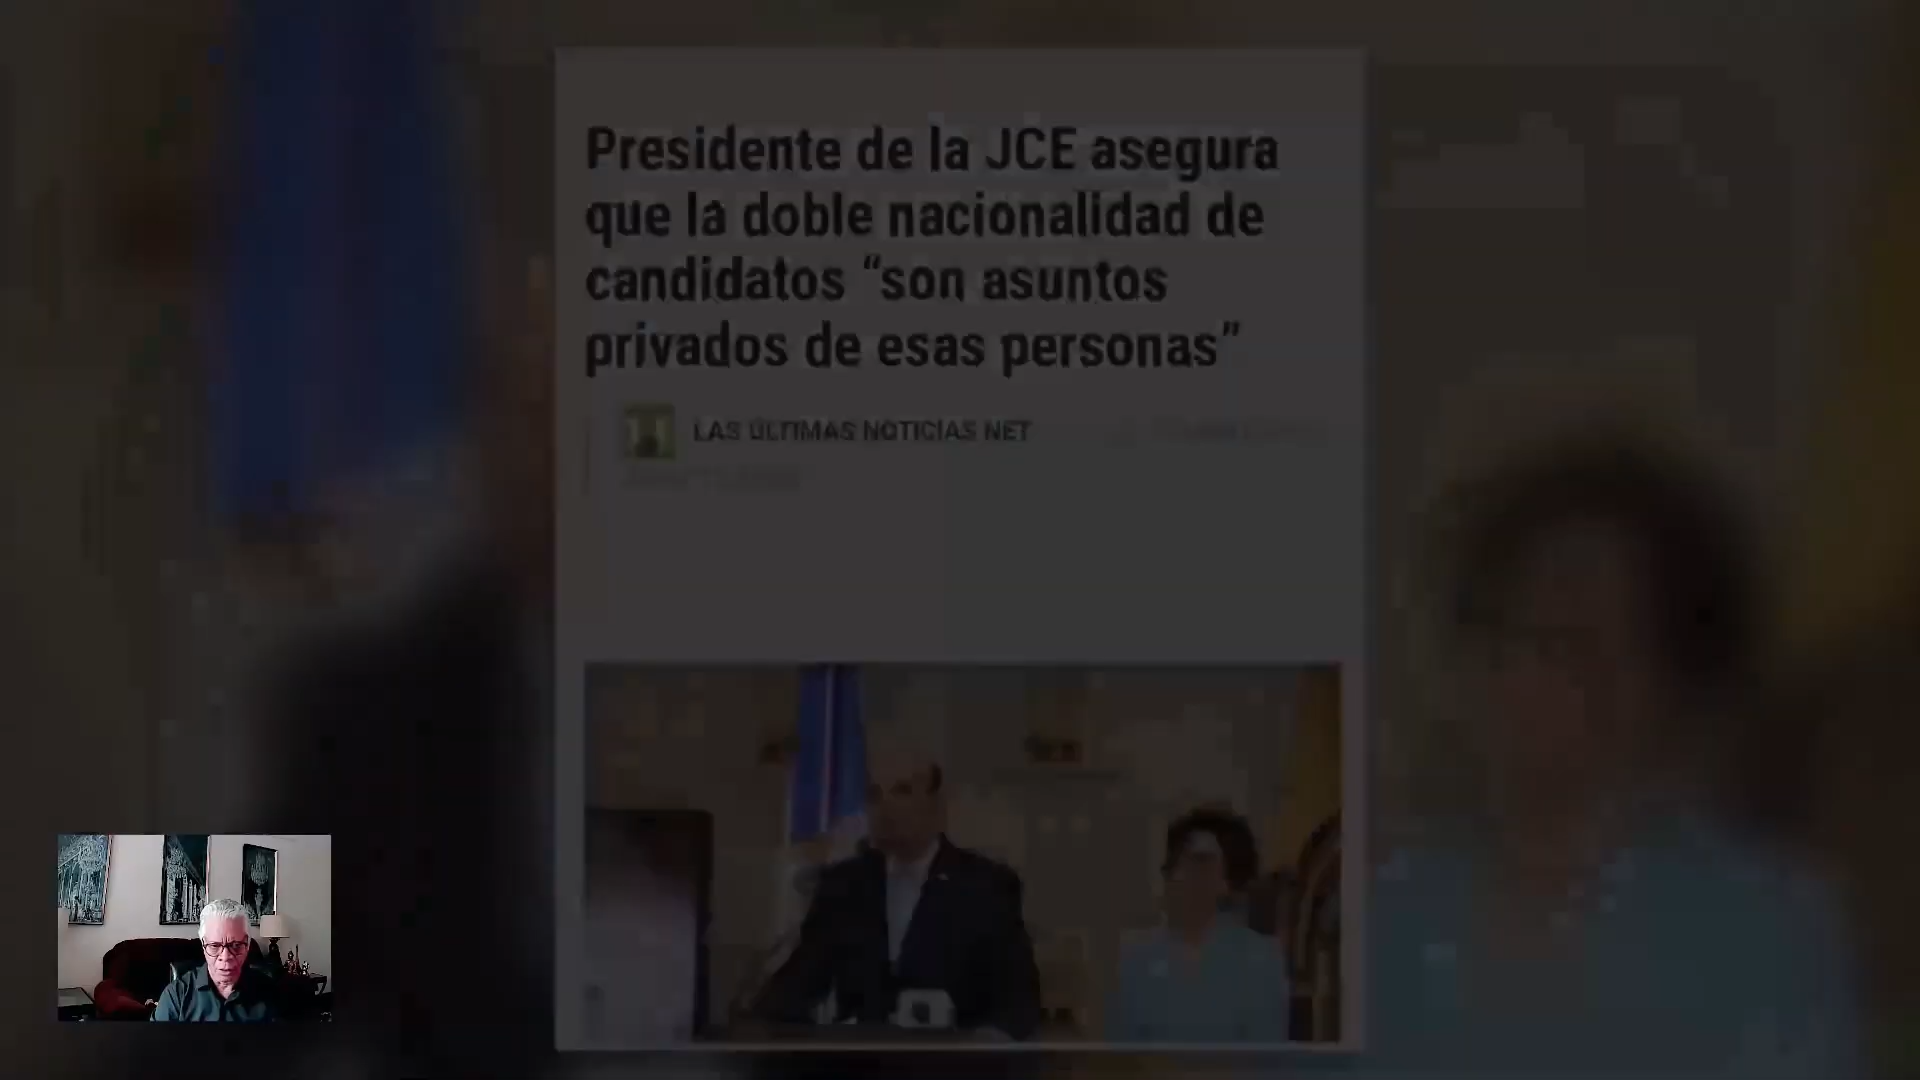 Presidente de la JCE asegura
que la doble nacionalidad de
candidatos “son asuntos
privados de esas personas”
LAS ÚLTIMAS NOTICIAS NET